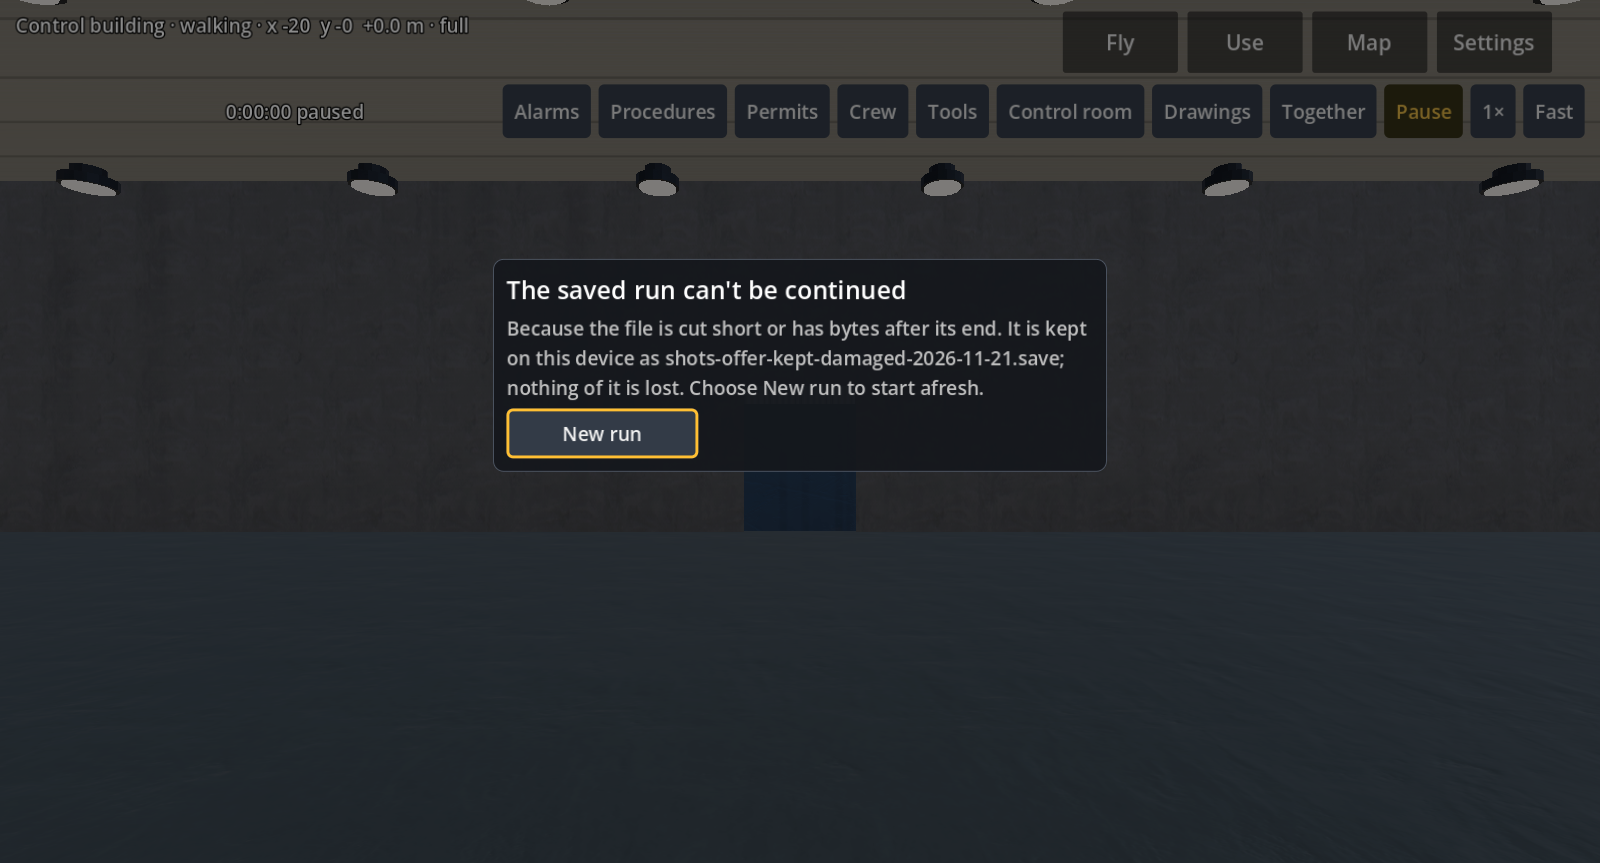 Control building · walking · x -20 y -0 +0.0 m · full
Fly
Use
Map
Settings
0:00:00 paused
Alarms
Procedures
Permits
Crew
Tools
Control room
Drawings
Together
Pause
1×
Fast
The saved run can't be continued
Because the file is cut short or has bytes after its end. It is kept
on this device as shots-offer-kept-damaged-2026-11-21.save;
nothing of it is lost. Choose New run to start afresh.
New run